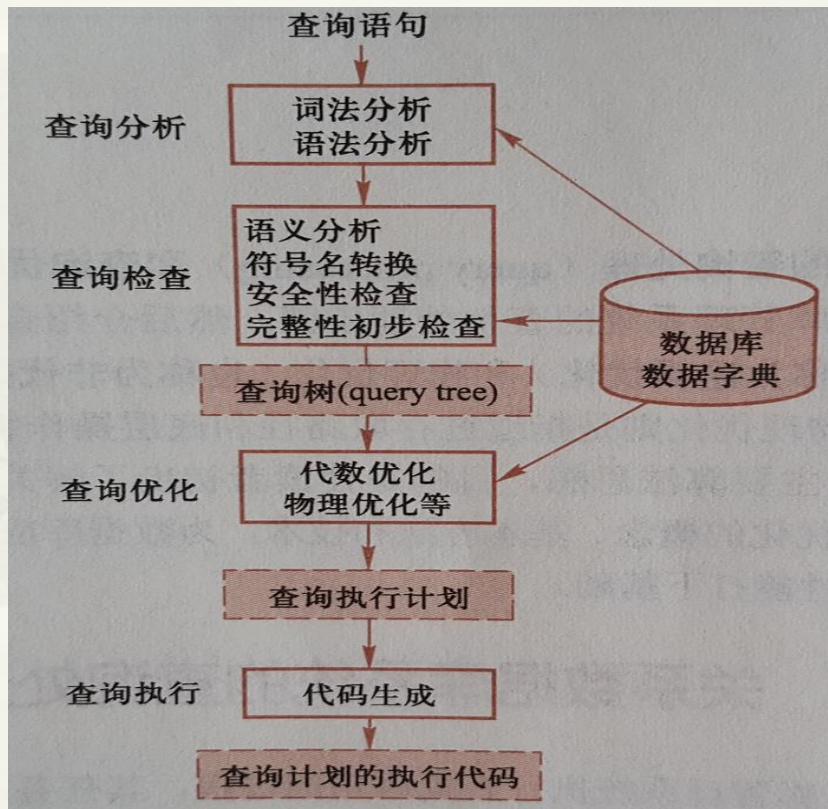 查询语句
查询分析
词法分析
语法分析
查询检查
语义分析
符号名转换
安全性检查
完整性初步检查
数据库
数据字典
查询树(query tree)
查询优化
代数优化
物理优化等
查询执行计划
查询执行
代码生成
查询计划的执行代码